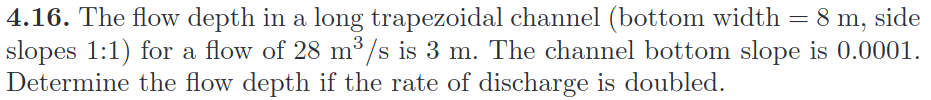 4.16. The flow depth in a long trapezoidal channel (bottom width = 8 m, side
slopes 1:1) for a flow of 28 m³/s is 3 m. The channel bottom slope is 0.0001.
Determine the flow depth if the rate of discharge is doubled.